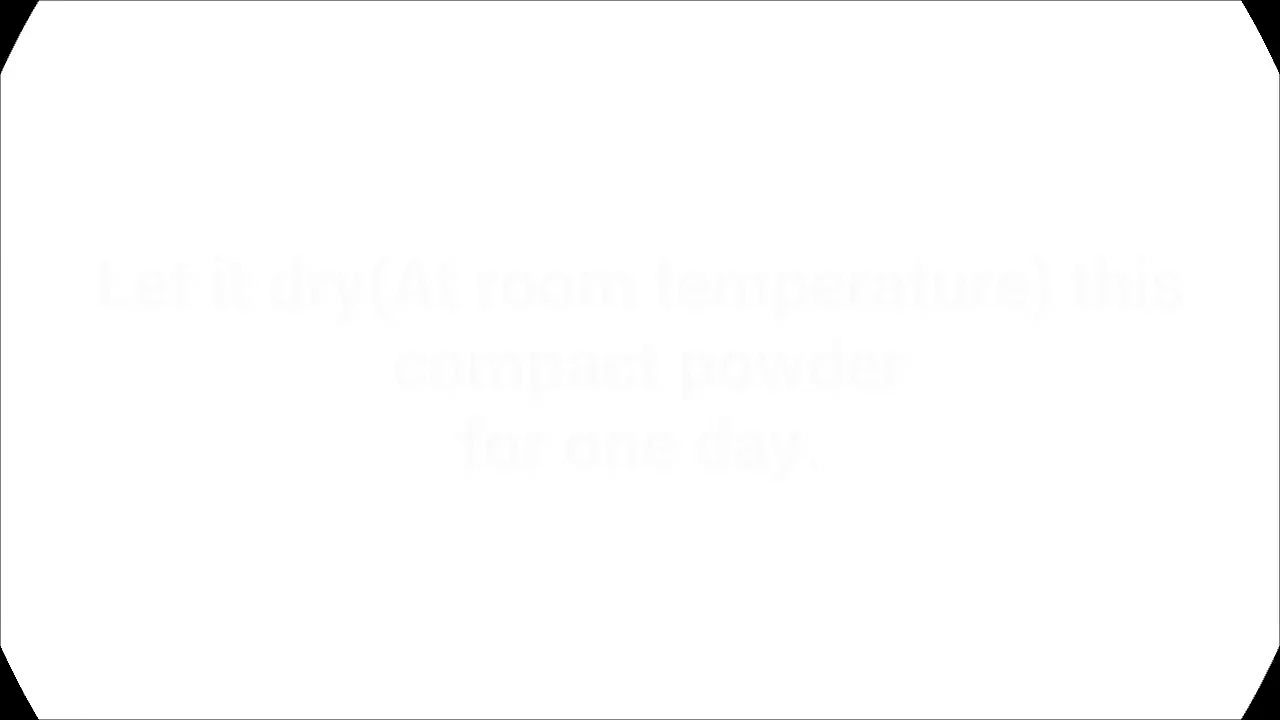 Let it dry(At room temperature) this
compact powder
for one day.